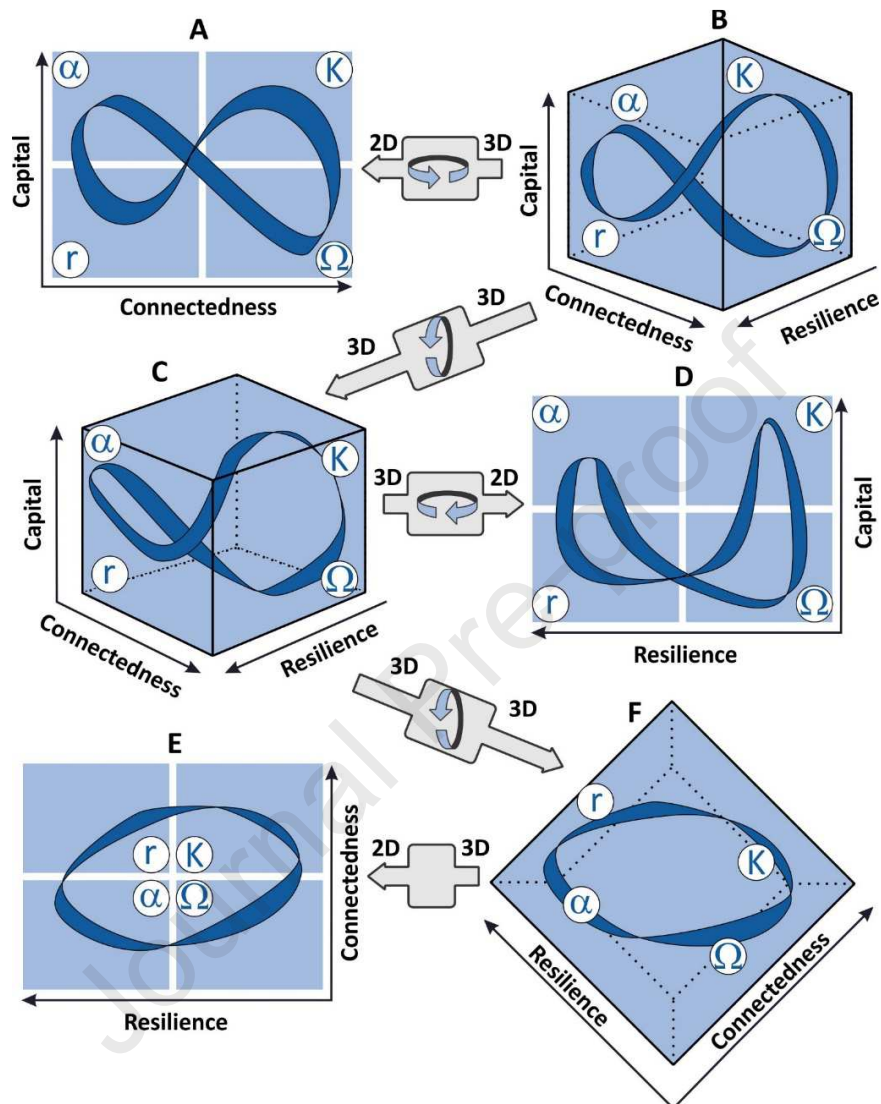 A
α
K
r
Ω
Capital
Connectedness
2D
3D
B
α
K
r
Ω
Capital
Connectedness
Resilience
3D
3D
C
α
K
r
Ω
Capital
Connectedness
Resilience
3D
2D
D
α
K
r
Ω
Capital
Resilience
3D
3D
E
r
K
α
Ω
Connectedness
Resilience
2D
3D
F
r
K
α
Ω
Resilience
Connectedness
Journal Pre-proof